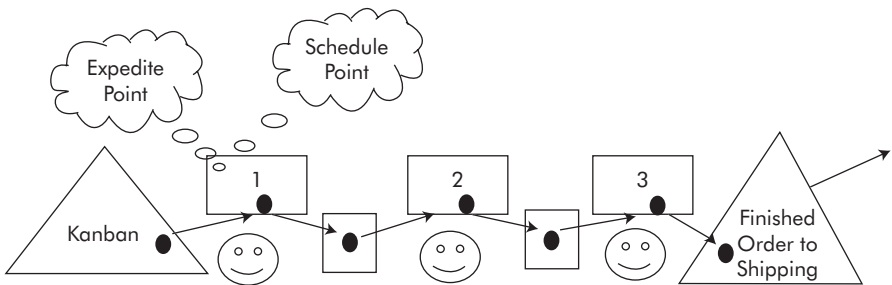 Expedite
Point
Schedule
Point
Kanban
1
2
3
Finished
Order to
Shipping